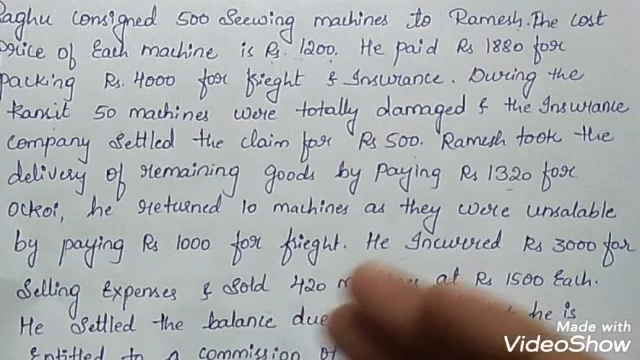 Raghu consigned 500 Seewing machines to Ramesh. The cost
Price of Each machine is Rs. 1200. He paid Rs 1880 for
packing Rs. 4000 for frieght & Insurance. During the
transit 50 machines were totally damaged & the Insurance
company settled the claim for Rs 500. Ramesh took the
delivery of remaining goods by paying Rs 1320 for
octroi, he returned 10 machines as they were unsalable
by paying Rs 1000 for frieght. He Incurred Rs 3000 for
Selling Expenses & sold 420 at Rs 1500 Each.
He Settled the balance due he is
Entitled to a commission of
Made with
VideoShow